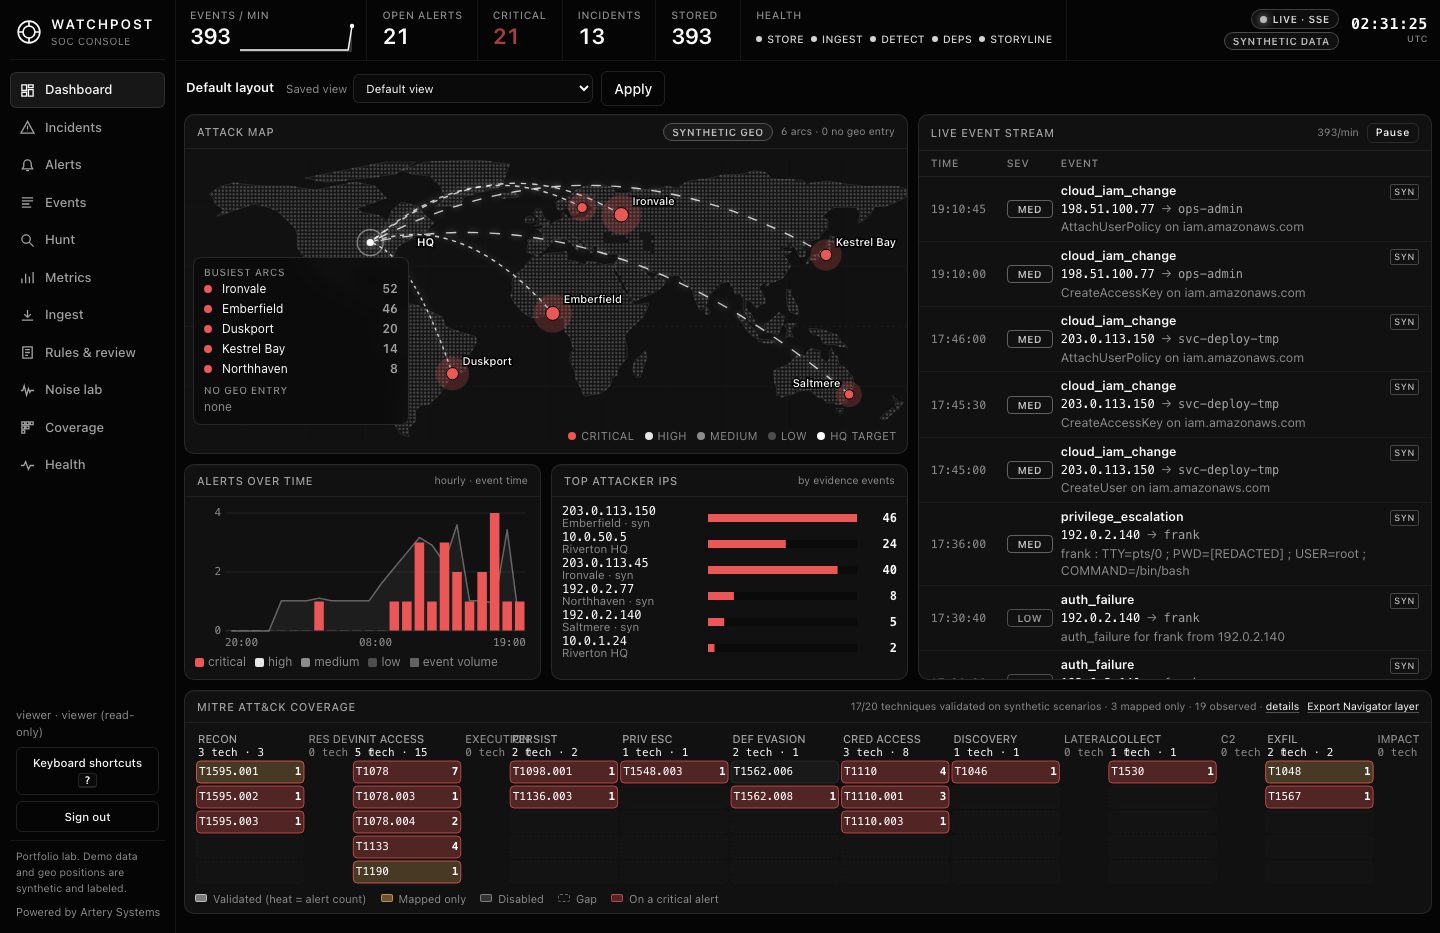 WATCHPOST
SOC CONSOLE
Dashboard
Incidents
Alerts
Events
Hunt
Metrics
Ingest
Rules & review
Noise lab
Coverage
Health
viewer · viewer (read-
only)
Keyboard shortcuts
?
Sign out
Portfolio lab. Demo data
and geo positions are
synthetic and labeled.
Powered by Artery Systems
EVENTS / MIN
393
OPEN ALERTS
21
CRITICAL
21
INCIDENTS
13
STORED
393
HEALTH
STORE INGEST DETECT DEPS STORYLINE
LIVE · SSE
SYNTHETIC DATA
02:31:25
UTC
Default layout Saved view Default view Apply
ATTACK MAP
SYNTHETIC GEO 6 arcs · 0 no geo entry
Ironvale
HQ
Kestrel Bay
Emberfield
Duskport
Saltmere
BUSIEST ARCS
Ironvale 52
Emberfield 46
Duskport 20
Kestrel Bay 14
Northhaven 8
NO GEO ENTRY
none
CRITICAL HIGH MEDIUM LOW HQ TARGET
LIVE EVENT STREAM 393/min Pause
TIME SEV EVENT
cloud_iam_change SYN
19:10:45 MED 198.51.100.77 → ops-admin
AttachUserPolicy on iam.amazonaws.com
cloud_iam_change SYN
19:10:00 MED 198.51.100.77 → ops-admin
CreateAccessKey on iam.amazonaws.com
cloud_iam_change SYN
17:46:00 MED 203.0.113.150 → svc-deploy-tmp
AttachUserPolicy on iam.amazonaws.com
cloud_iam_change SYN
17:45:30 MED 203.0.113.150 → svc-deploy-tmp
CreateAccessKey on iam.amazonaws.com
cloud_iam_change SYN
17:45:00 MED 203.0.113.150 → svc-deploy-tmp
CreateUser on iam.amazonaws.com
privilege_escalation SYN
17:36:00 MED 192.0.2.140 → frank
frank : TTY=pts/0 ; PWD=[REDACTED] ; USER=root ;
COMMAND=/bin/bash
auth_failure SYN
17:30:40 LOW 192.0.2.140 → frank
auth_failure for frank from 192.0.2.140
auth_failure SYN
ALERTS OVER TIME hourly · event time
4
2
0
20:00 08:00 19:00
critical high medium low event volume
TOP ATTACKER IPS by evidence events
203.0.113.150 46
Emberfield · syn
10.0.50.5 24
Riverton HQ
203.0.113.45 40
Ironvale · syn
192.0.2.77 8
Northhaven · syn
192.0.2.140 5
Saltmere · syn
10.0.1.24 2
Riverton HQ
MITRE ATT&CK COVERAGE
17/20 techniques validated on synthetic scenarios · 3 mapped only · 19 observed · details Export Navigator layer
RECON
3 tech · 3
T1595.001 1
T1595.002 1
T1595.003 1
RES DEV
0 tech
INIT ACCESS
5 tech · 15
T1078 7
T1078.003 1
T1078.004 2
T1133 4
T1190 1
0 tech
PERSIST
2 tech · 2
T1098.001 1
T1136.003 1
PRIV ESC
1 tech · 1
T1548.003 1
DEF EVASION
2 tech · 1
T1562.006
T1562.008 1
CRED ACCESS
3 tech · 8
T1110 4
T1110.001 3
T1110.003 1
DISCOVERY
1 tech · 1
T1046 1
LATERAL
0 tech
COLLECT
1 tech · 1
T1530 1
C2
0 tech
EXFIL
2 tech · 2
T1048 1
T1567 1
IMPACT
0 tech
Validated (heat = alert count) Mapped only Disabled Gap On a critical alert